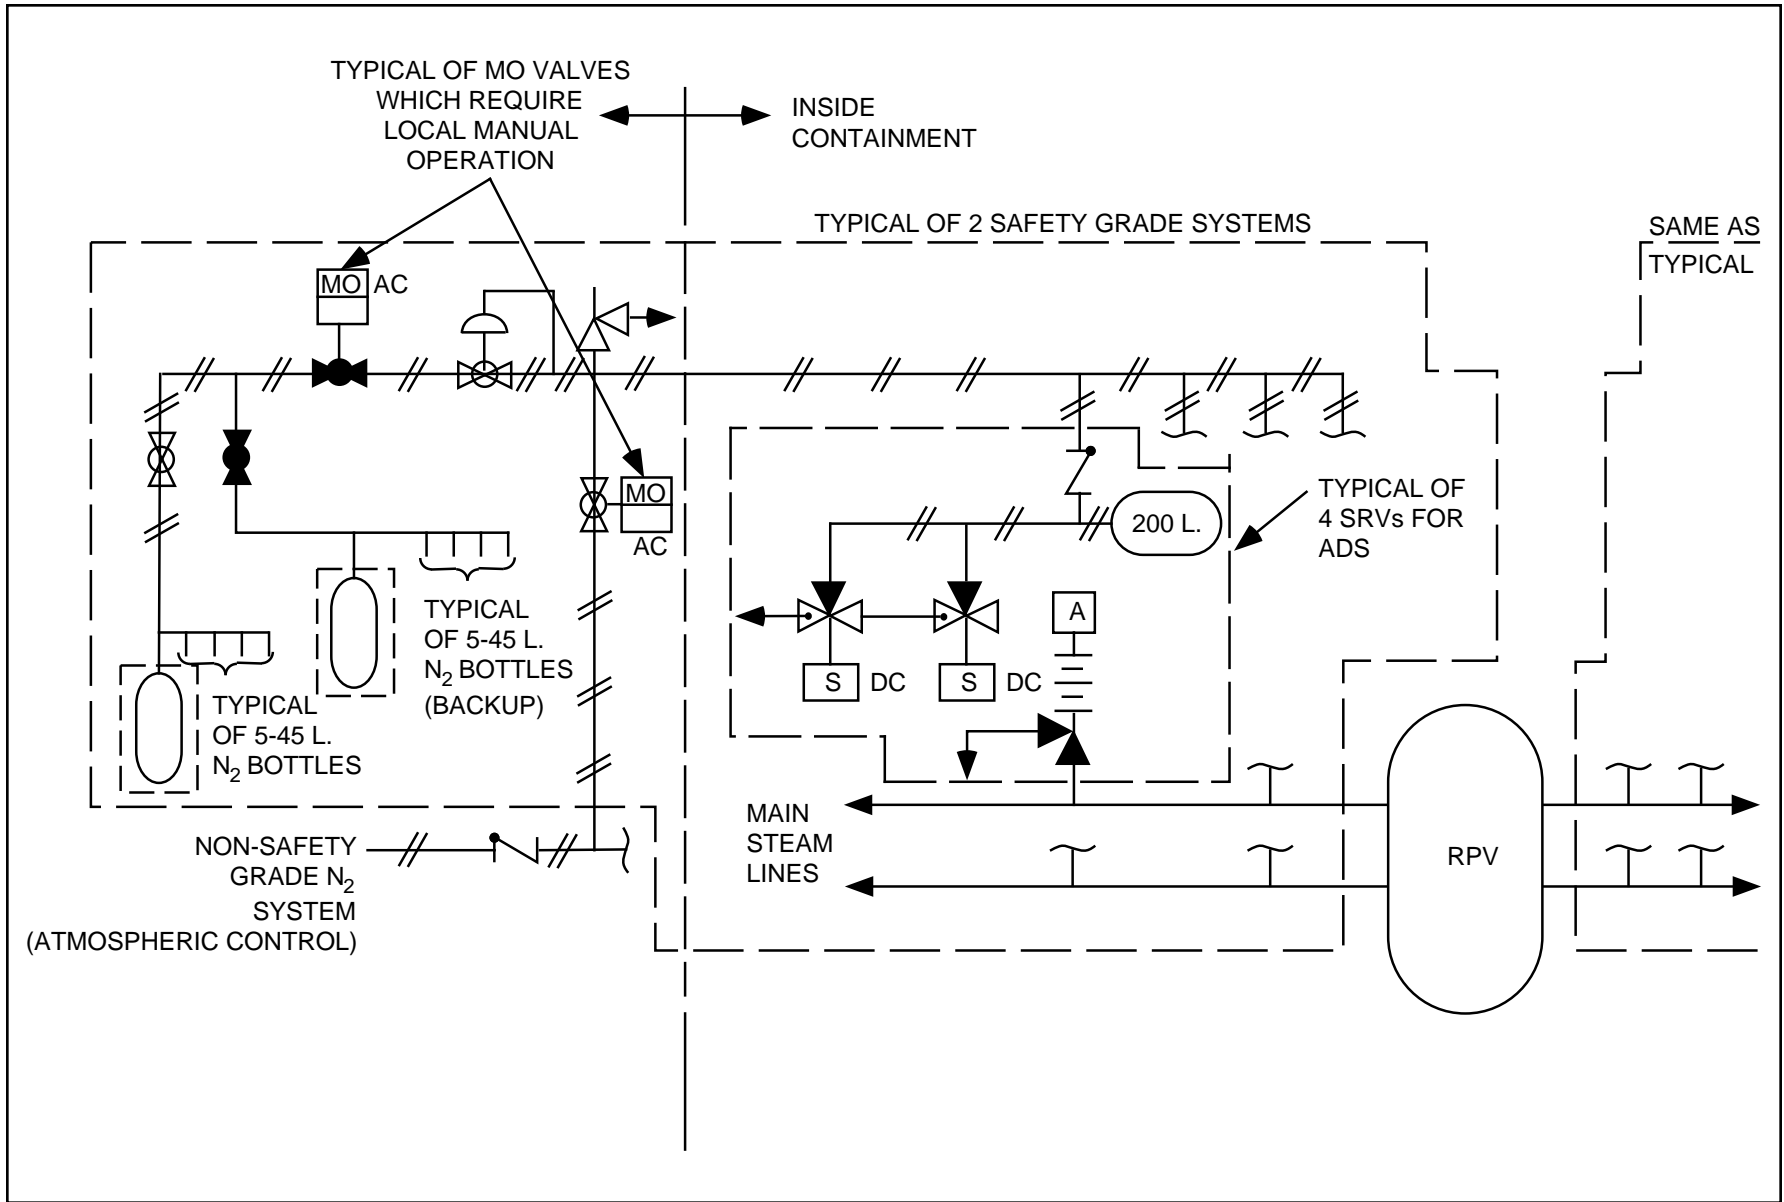 TYPICAL OF MO VALVES
WHICH REQUIRE
LOCAL MANUAL
OPERATION
INSIDE
CONTAINMENT
TYPICAL OF 2 SAFETY GRADE SYSTEMS
SAME AS
TYPICAL
MO AC
MO
AC
200 L.
TYPICAL OF
4 SRVs FOR
ADS
A
S DC
S DC
TYPICAL
OF 5-45 L.
N2 BOTTLES
(BACKUP)
TYPICAL
OF 5-45 L.
N2 BOTTLES
NON-SAFETY
GRADE N2
SYSTEM
(ATMOSPHERIC CONTROL)
MAIN
STEAM
LINES
RPV